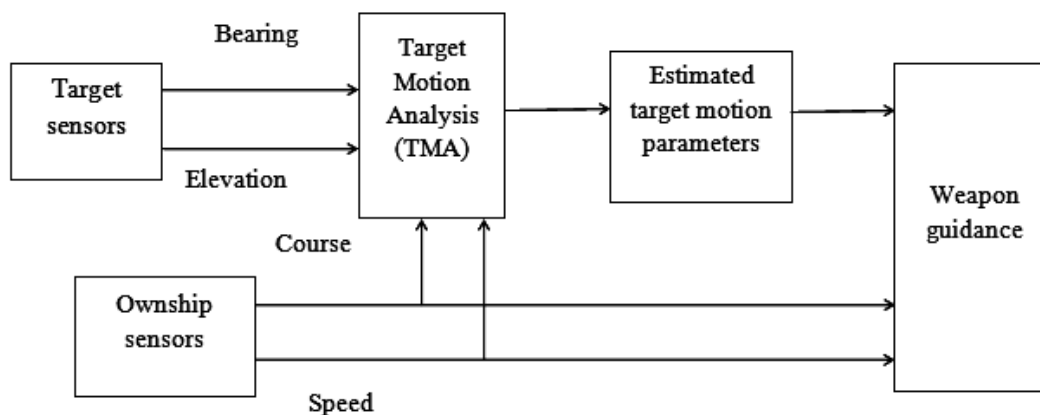 Bearing
Target
sensors
Elevation
Target
Motion
Analysis
(TMA)
Estimated
target motion
parameters
Weapon
guidance
Course
Ownship
sensors
Speed